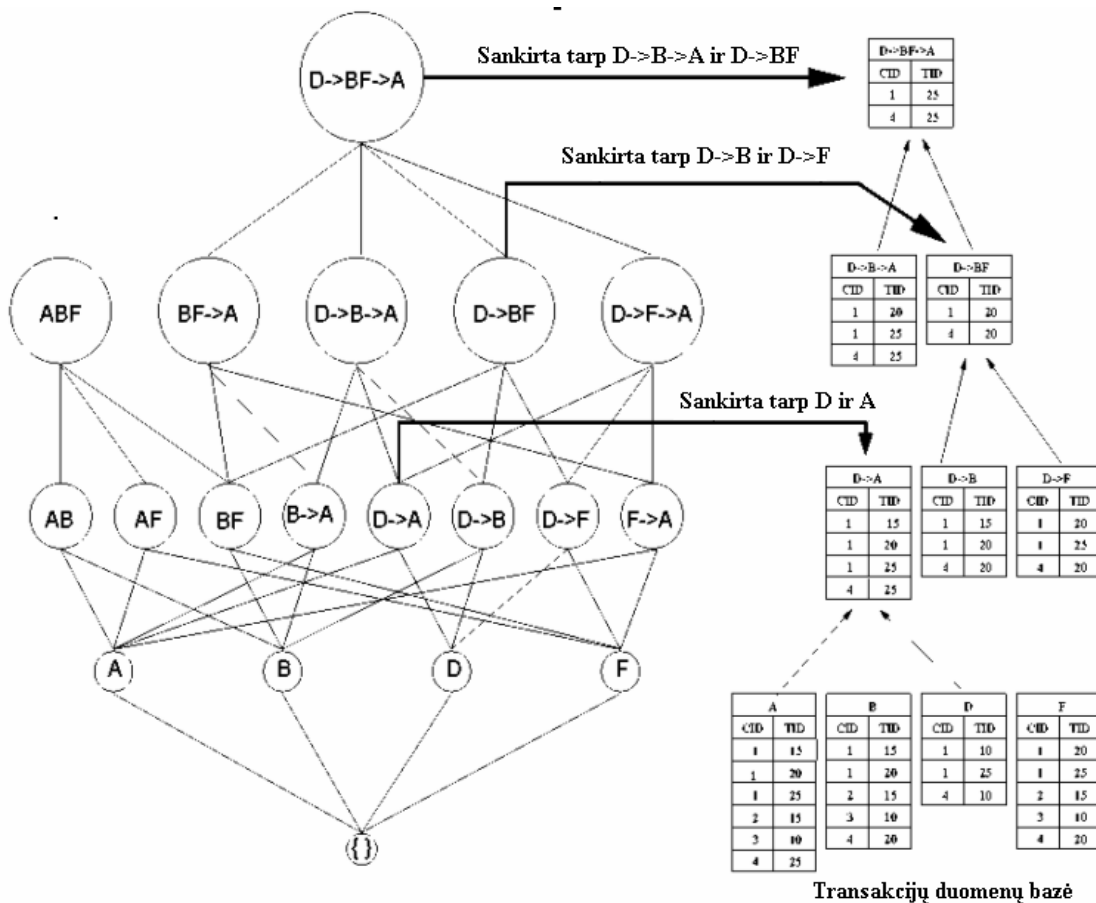 D->BF->A
Sankirta tarp D->B->A ir D->BF
D->BF->A
CID TID
1 25
4 25
Sankirta tarp D->B ir D->F
ABF
BF->A
D->B->A
D->BF
D->F->A
D->B->A
CID TID
1 20
1 25
4 25
D->BF
CID TID
1 20
4 20
Sankirta tarp D ir A
AB
AF
BF
B->A
D->A
D->B
D->F
F->A
D->A
CID TID
1 15
1 20
1 25
4 25
D->B
CID TID
1 15
1 20
4 20
D->F
CID TID
1 20
1 25
4 20
A
B
D
F
A
CID TID
1 15
1 20
1 25
2 15
3 10
4 25
B
CID TID
1 15
1 20
2 15
3 10
4 20
D
CID TID
1 10
1 25
4 10
F
CID TID
1 20
1 25
2 15
3 10
4 20
{ }
Transakcijų duomenų bazė